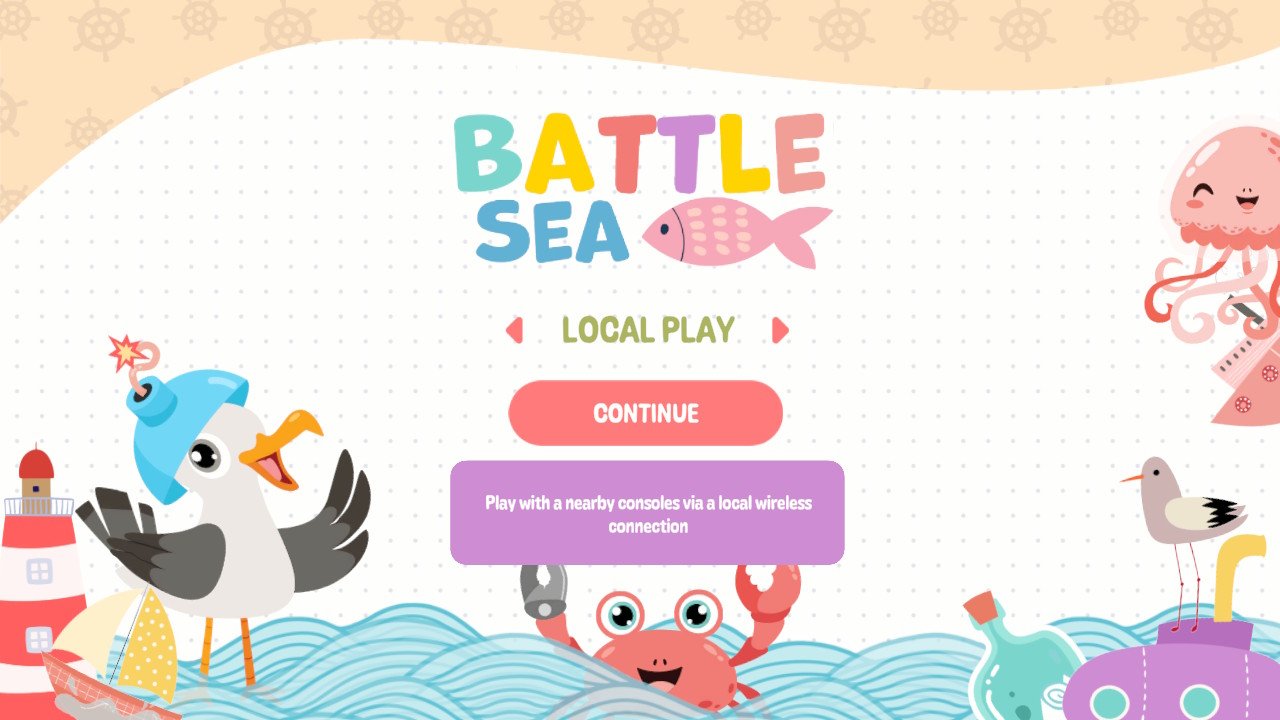 BATTLE
SEA
LOCAL PLAY
CONTINUE
Play with a nearby consoles via a local wireless
connection